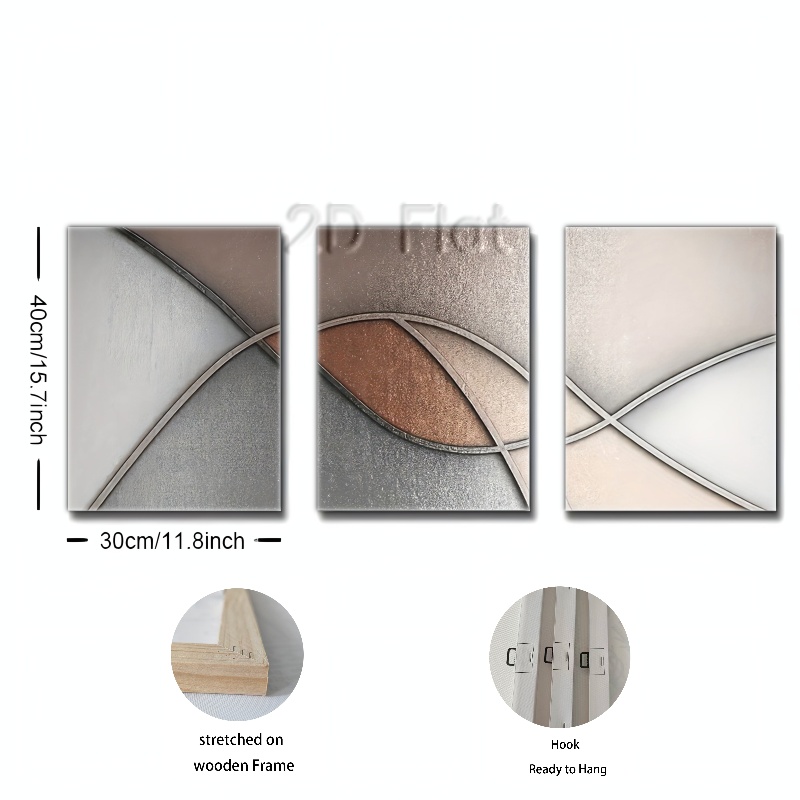 2D Flat
40cm/15.7inch
30cm/11.8inch
stretched on
wooden Frame
Hook
Ready to Hang